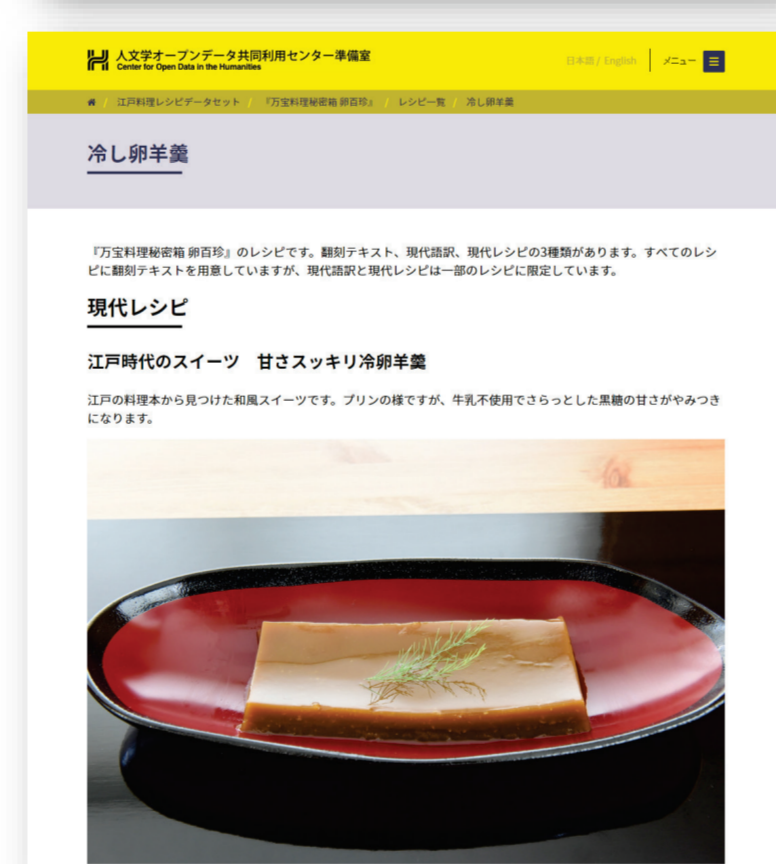 人文学オープンデータ共同利用センター準備室
Center for Open Data in the Humanities
日本語 / English
メニュー
/ 江戸料理レシピデータセット / 『万宝料理秘密箱 卵百珍』 / レシピ一覧 / 冷し卵羊羹
冷し卵羊羹
『万宝料理秘密箱 卵百珍』のレシピです。翻刻テキスト、現代語訳、現代レシピの3種類があります。すべてのレシ
ピに翻刻テキストを用意していますが、現代語訳と現代レシピは一部のレシピに限定しています。
現代レシピ
江戸時代のスイーツ　甘さスッキリ冷卵羊羹
江戸の料理本から見つけた和風スイーツです。プリンの様ですが、牛乳不使用でさらっとした黒糖の甘さがやみつき
になります。